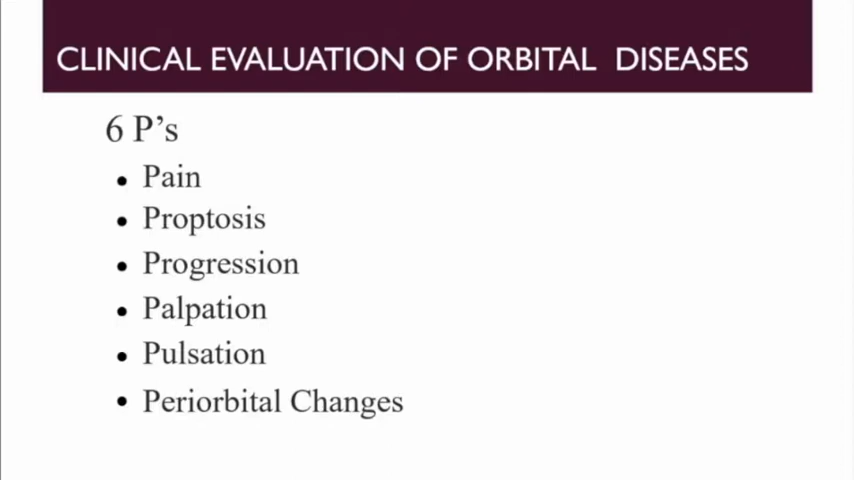 CLINICAL EVALUATION OF ORBITAL DISEASES
6 P’s
• Pain
• Proptosis
• Progression
• Palpation
• Pulsation
• Periorbital Changes